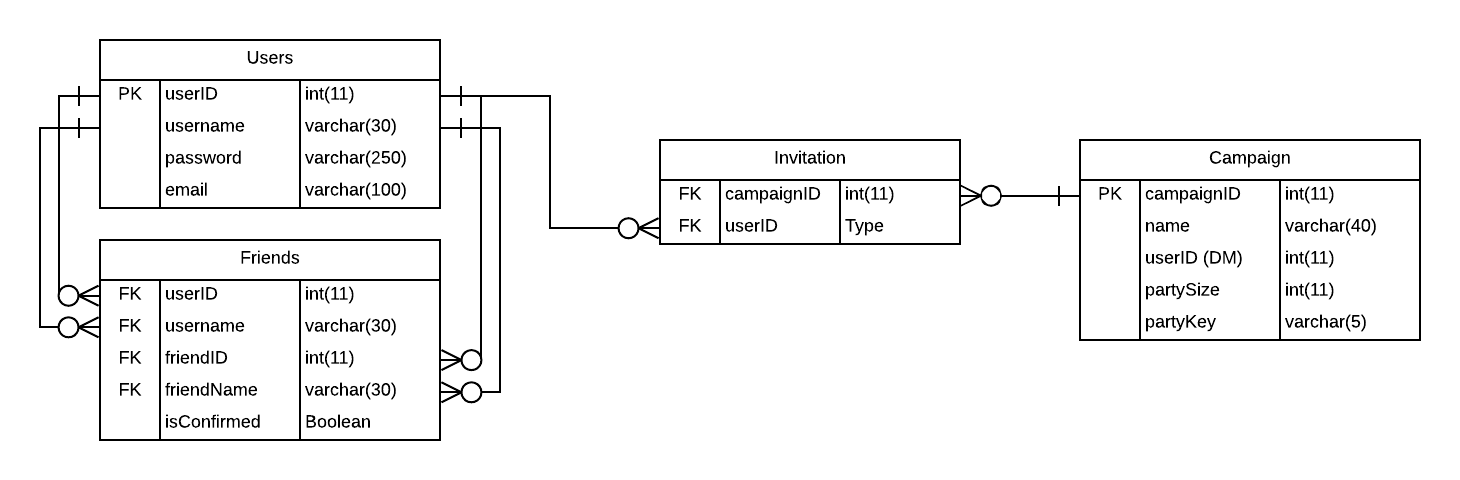 Users
PK userID int(11)
username varchar(30)
password varchar(250)
email varchar(100)
Friends
FK userID int(11)
FK username varchar(30)
FK friendID int(11)
FK friendName varchar(30)
isConfirmed Boolean
Invitation
FK campaignID int(11)
FK userID Type
Campaign
PK campaignID int(11)
name varchar(40)
userID (DM) int(11)
partySize int(11)
partyKey varchar(5)